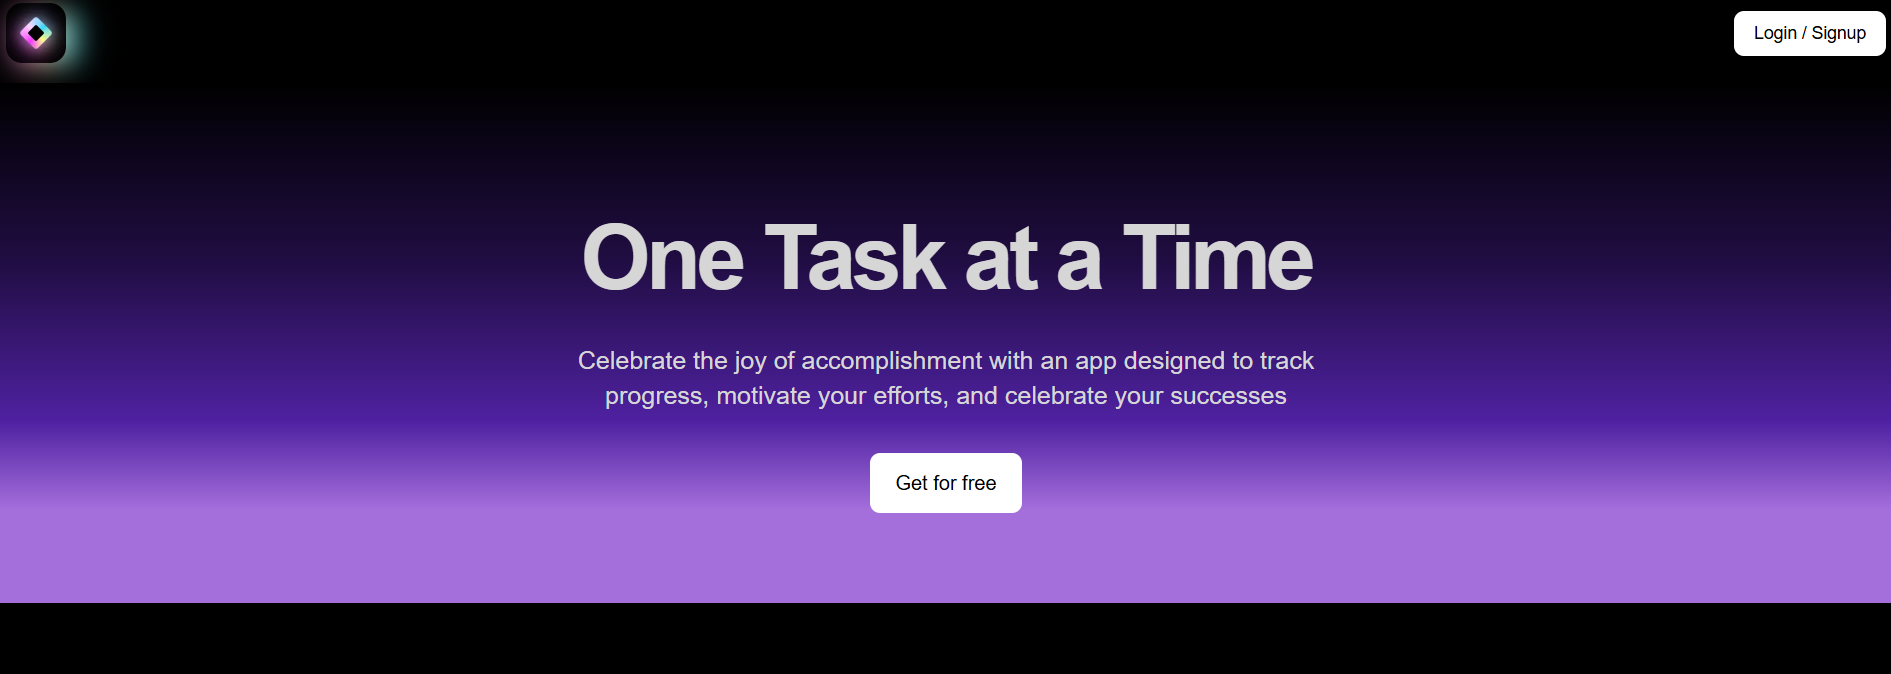 Login / Signup
One Task at a Time
Celebrate the joy of accomplishment with an app designed to track
progress, motivate your efforts, and celebrate your successes
Get for free